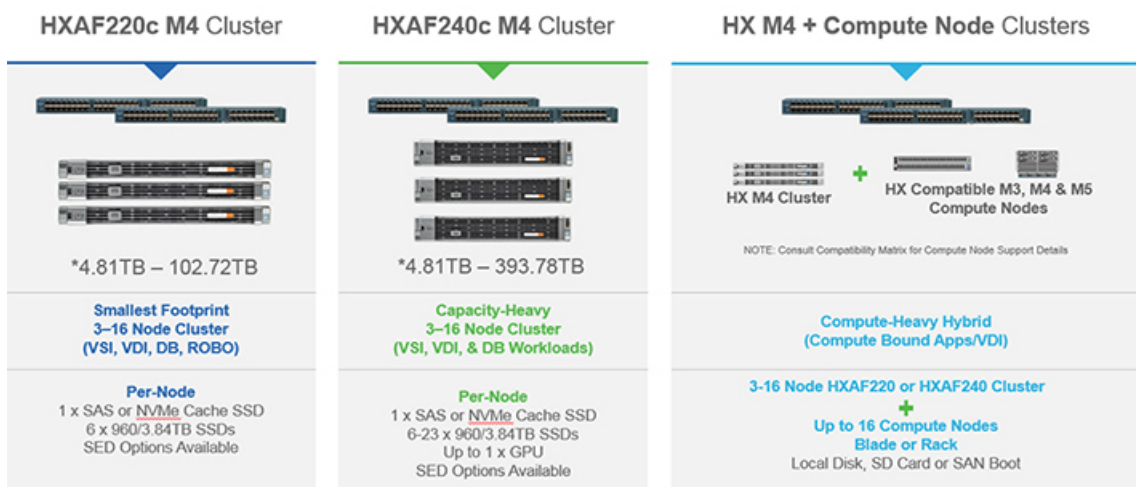 HXAF220c M4 Cluster
*4.81TB – 102.72TB
Smallest Footprint
3–16 Node Cluster
(VSI, VDI, DB, ROBO)
Per-Node
1 x SAS or NVMe Cache SSD
6 x 960/3.84TB SSDs
SED Options Available
HXAF240c M4 Cluster
*4.81TB – 393.78TB
Capacity-Heavy
3–16 Node Cluster
(VSI, VDI, & DB Workloads)
Per-Node
1 x SAS or NVMe Cache SSD
6-23 x 960/3.84TB SSDs
Up to 1 x GPU
SED Options Available
HX M4 + Compute Node Clusters
HX M4 Cluster
+
HX Compatible M3, M4 & M5
Compute Nodes
NOTE: Consult Compatibility Matrix for Compute Node Support Details
Compute-Heavy Hybrid
(Compute Bound Apps/VDI)
3-16 Node HXAF220 or HXAF240 Cluster
+
Up to 16 Compute Nodes
Blade or Rack
Local Disk, SD Card or SAN Boot